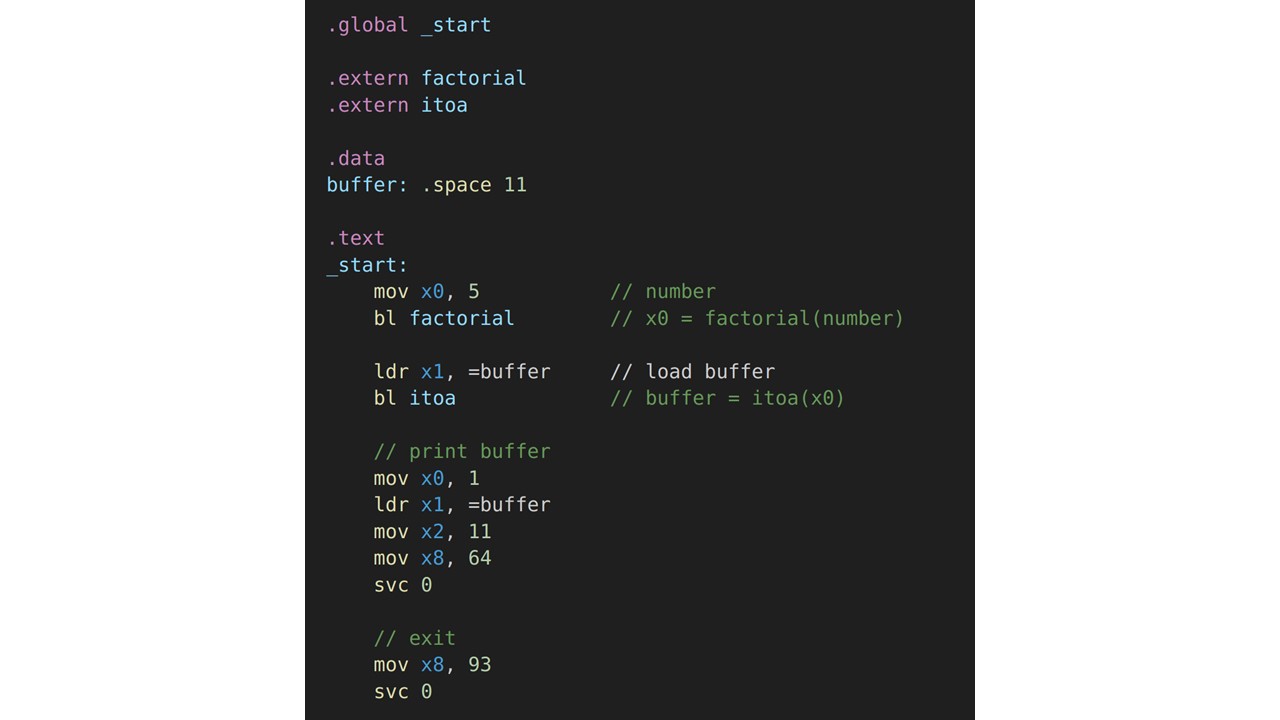 .global _start
.extern factorial
.extern itoa
.data
buffer: .space 11
.text
_start:
    mov x0, 5           // number
    bl factorial        // x0 = factorial(number)
    ldr x1, =buffer     // load buffer
    bl itoa             // buffer = itoa(x0)
    // print buffer
    mov x0, 1
    ldr x1, =buffer
    mov x2, 11
    mov x8, 64
    svc 0
    // exit
    mov x8, 93
    svc 0